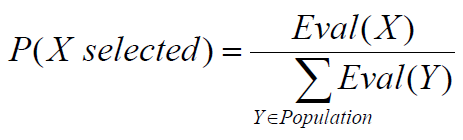 P(X selected) = Eval(X) / ∑ Eval(Y)
Y∈Population